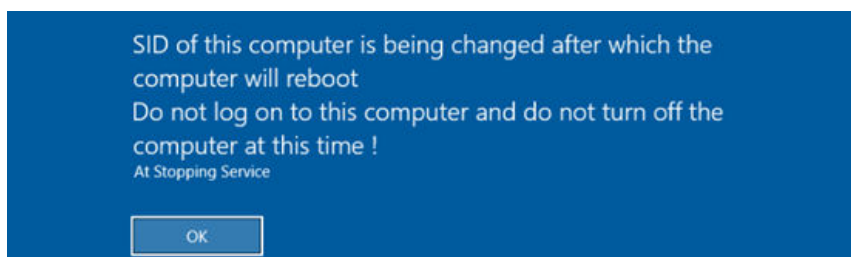 SID of this computer is being changed after which the
computer will reboot
Do not log on to this computer and do not turn off the
computer at this time !
At Stopping Service
OK